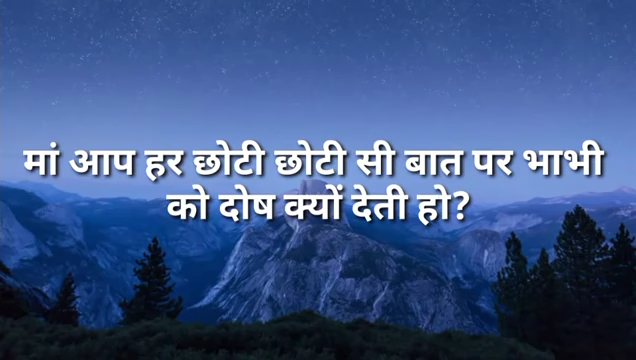 मां आप हर छोटी छोटी सी बात पर भाभी
को दोष क्यों देती हो?